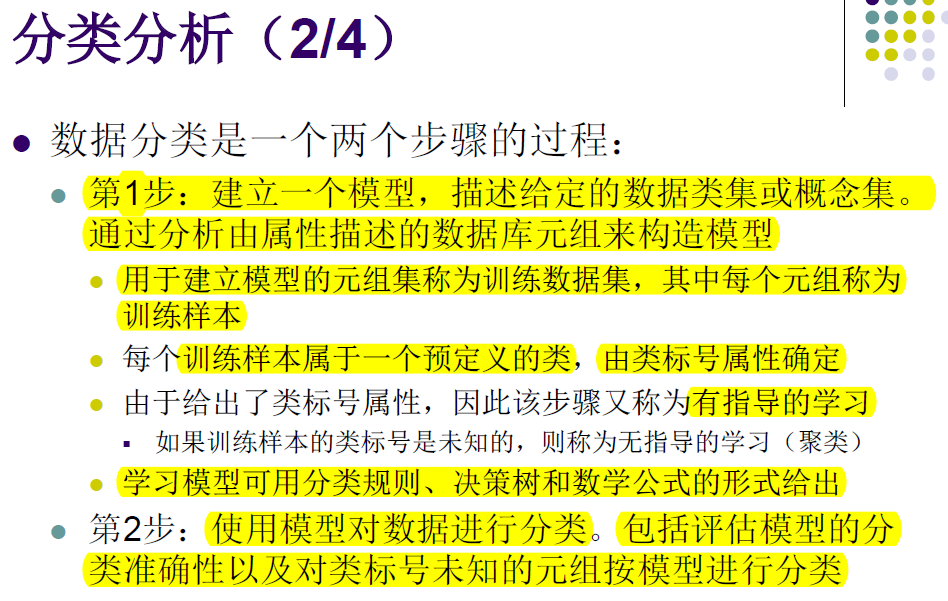 分类分析（2/4）
数据分类是一个两个步骤的过程：
第1步：建立一个模型，描述给定的数据类集或概念集。
通过分析由属性描述的数据库元组来构造模型
用于建立模型的元组集称为训练数据集，其中每个元组称为
训练样本
每个训练样本属于一个预定义的类，由类标号属性确定
由于给出了类标号属性，因此该步骤又称为有指导的学习
如果训练样本的类标号是未知的，则称为无指导的学习（聚类）
学习模型可用分类规则、决策树和数学公式的形式给出
第2步：使用模型对数据进行分类。包括评估模型的分
类准确性以及对类标号未知的元组按模型进行分类